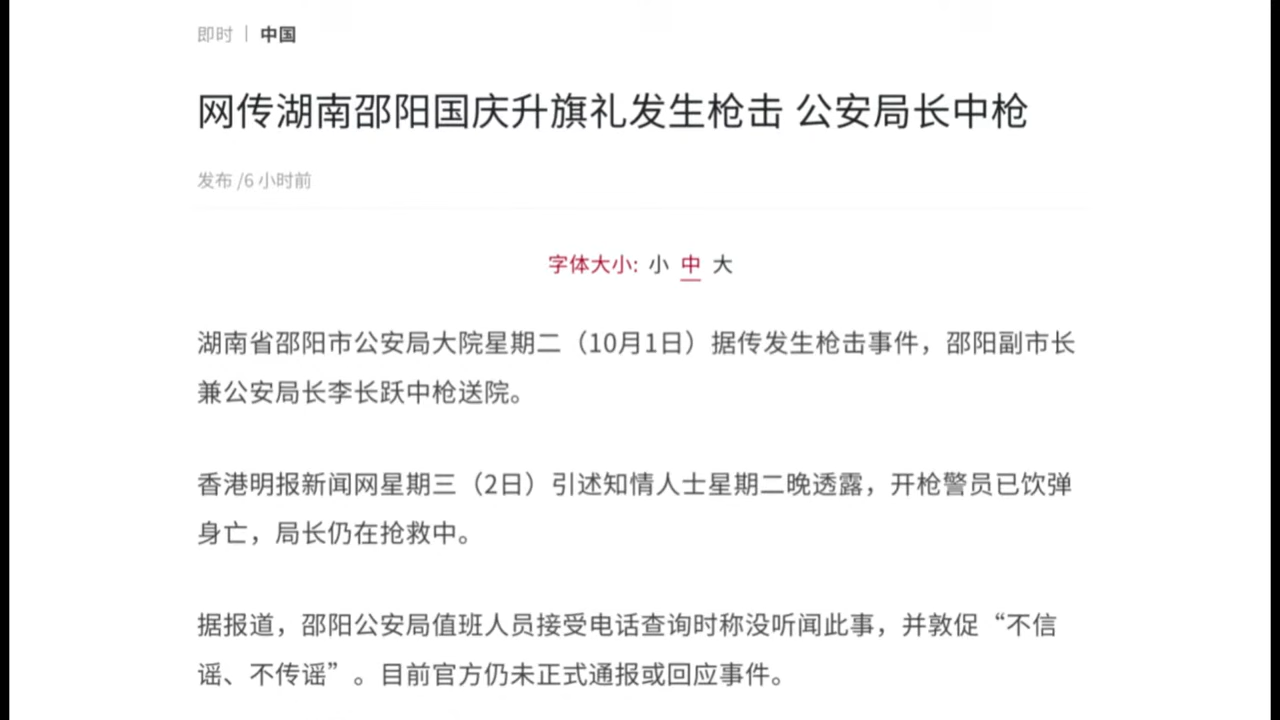 即时 | 中国
网传湖南邵阳国庆升旗礼发生枪击 公安局长中枪
发布 /6 小时前
字体大小: 小 中 大
湖南省邵阳市公安局大院星期二（10月1日）据传发生枪击事件，邵阳副市长
兼公安局长李长跃中枪送院。
香港明报新闻网星期三（2日）引述知情人士星期二晚透露，开枪警员已饮弹
身亡，局长仍在抢救中。
据报道，邵阳公安局值班人员接受电话查询时称没听闻此事，并敦促“不信
谣、不传谣”。目前官方仍未正式通报或回应事件。